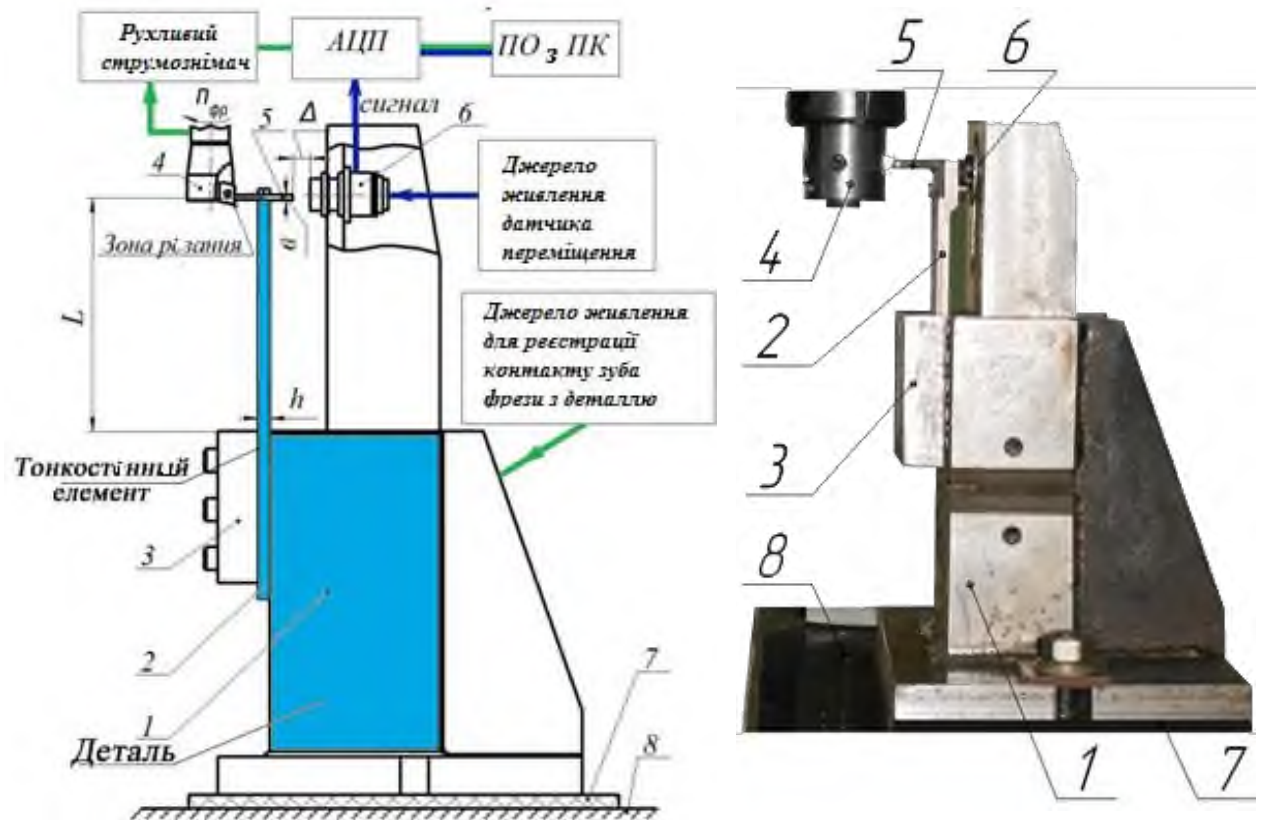 Рухливий
струмознімач
АЦП
ПО з ПК
nфр
Δ
5
сигнал
6
4
Джерело
живлення
датчика
переміщення
Зона різання
в
L
Джерело живлення
для реєстрації
контакту зуба
фрези з деталлю
h
Тонкостінный
елемент
3
2
1
Деталь
7
8
5
6
4
2
3
8
1
7